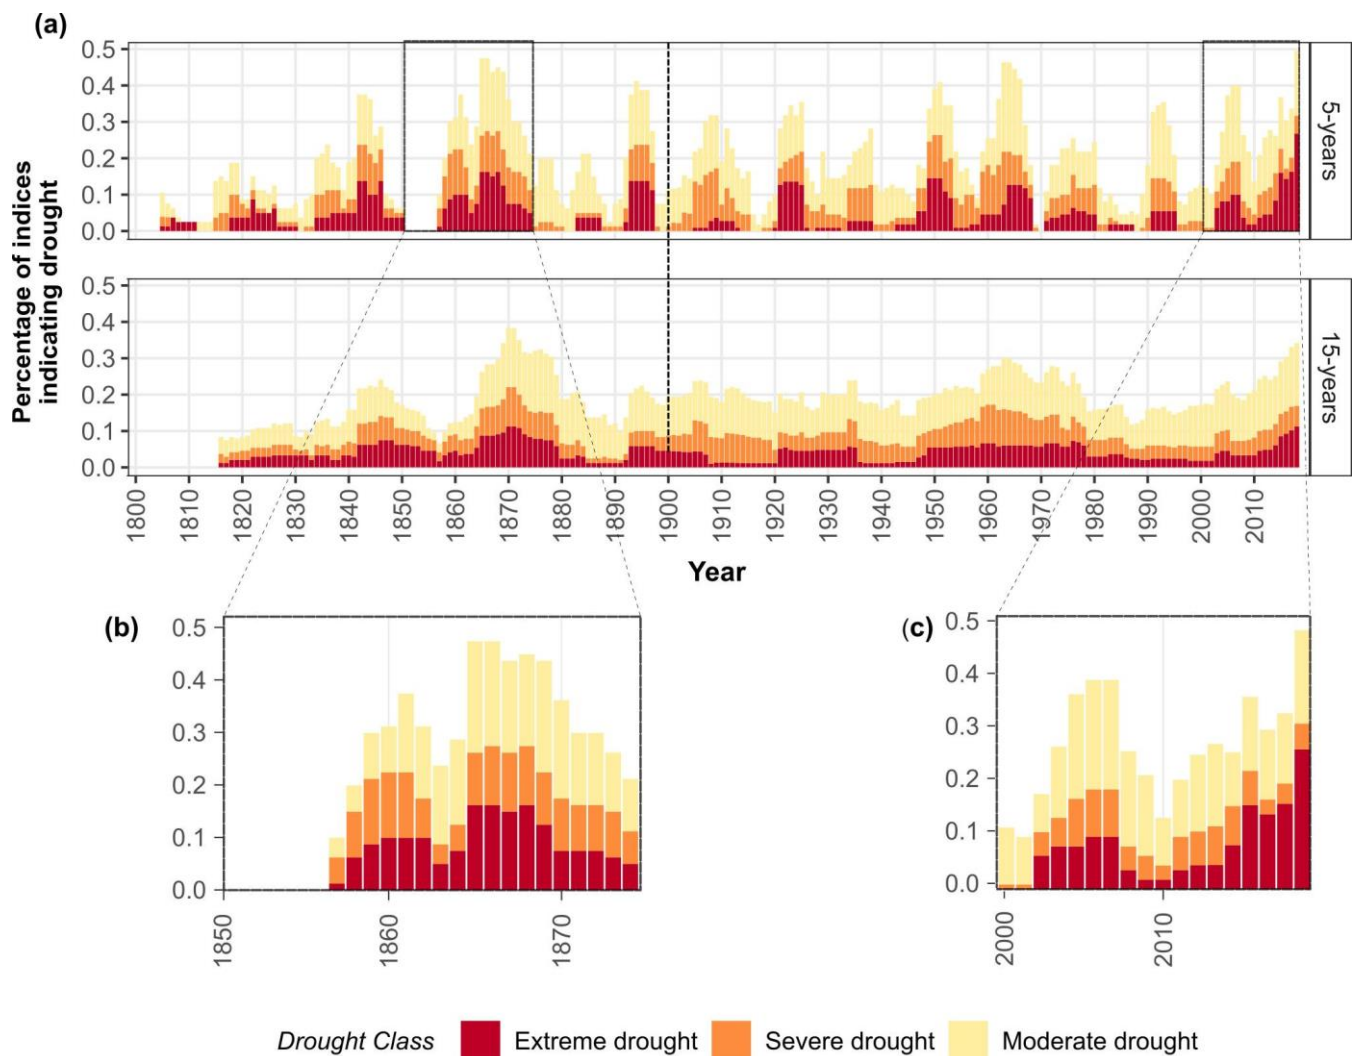 (a)
Percentage of indices
indicating drought
0.5
0.4
0.3
0.2
0.1
0.0
5-years
0.5
0.4
0.3
0.2
0.1
0.0
15-years
1800 1810 1820 1830 1840 1850 1860 1870 1880 1890 1900 1910 1920 1930 1940 1950 1960 1970 1980 1990 2000 2010
Year
(b)
0.5
0.4
0.3
0.2
0.1
0.0
1850 1860 1870
(c)
0.5
0.4
0.3
0.2
0.1
0.0
2000 2010
Drought Class Extreme drought Severe drought Moderate drought